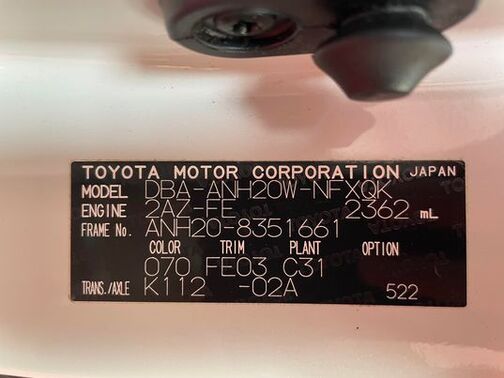 TOYOTA MOTOR CORPORATION JAPAN
MODEL DBA-ANH20W-NFXQK
ENGINE 2AZ-FE 2362 mL
FRAME No. ANH20-8351661
COLOR TRIM PLANT OPTION
070 FE03 C31
TRANS./AXLE K112 -02A 522